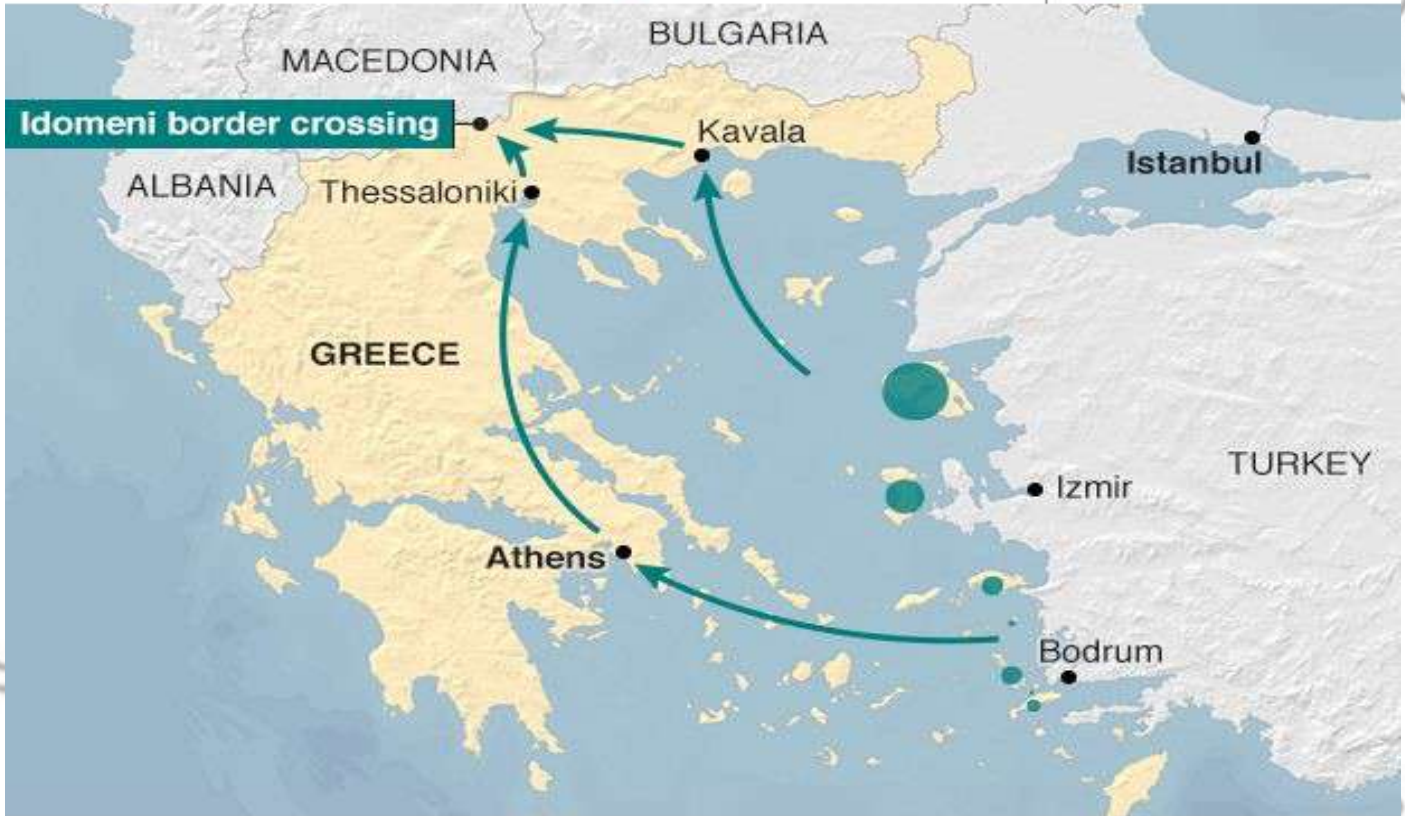 BULGARIA
MACEDONIA
Idomeni border crossing
Kavala
Istanbul
ALBANIA
Thessaloniki
GREECE
TURKEY
Izmir
Athens
Bodrum